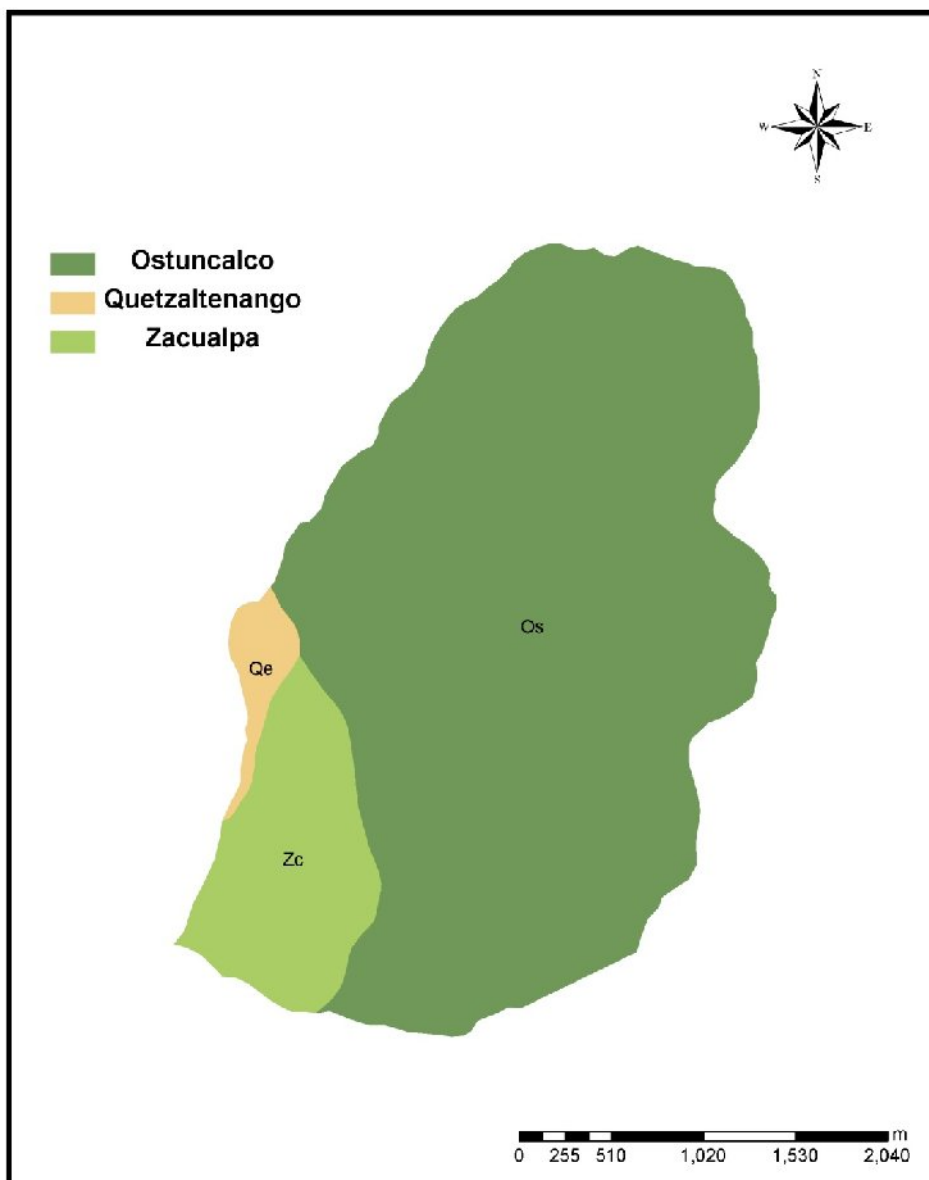 N
W E
S
Ostuncalco
Quetzaltenango
Zacualpa
Os
Qe
Zc
m
0 255 510 1,020 1,530 2,040